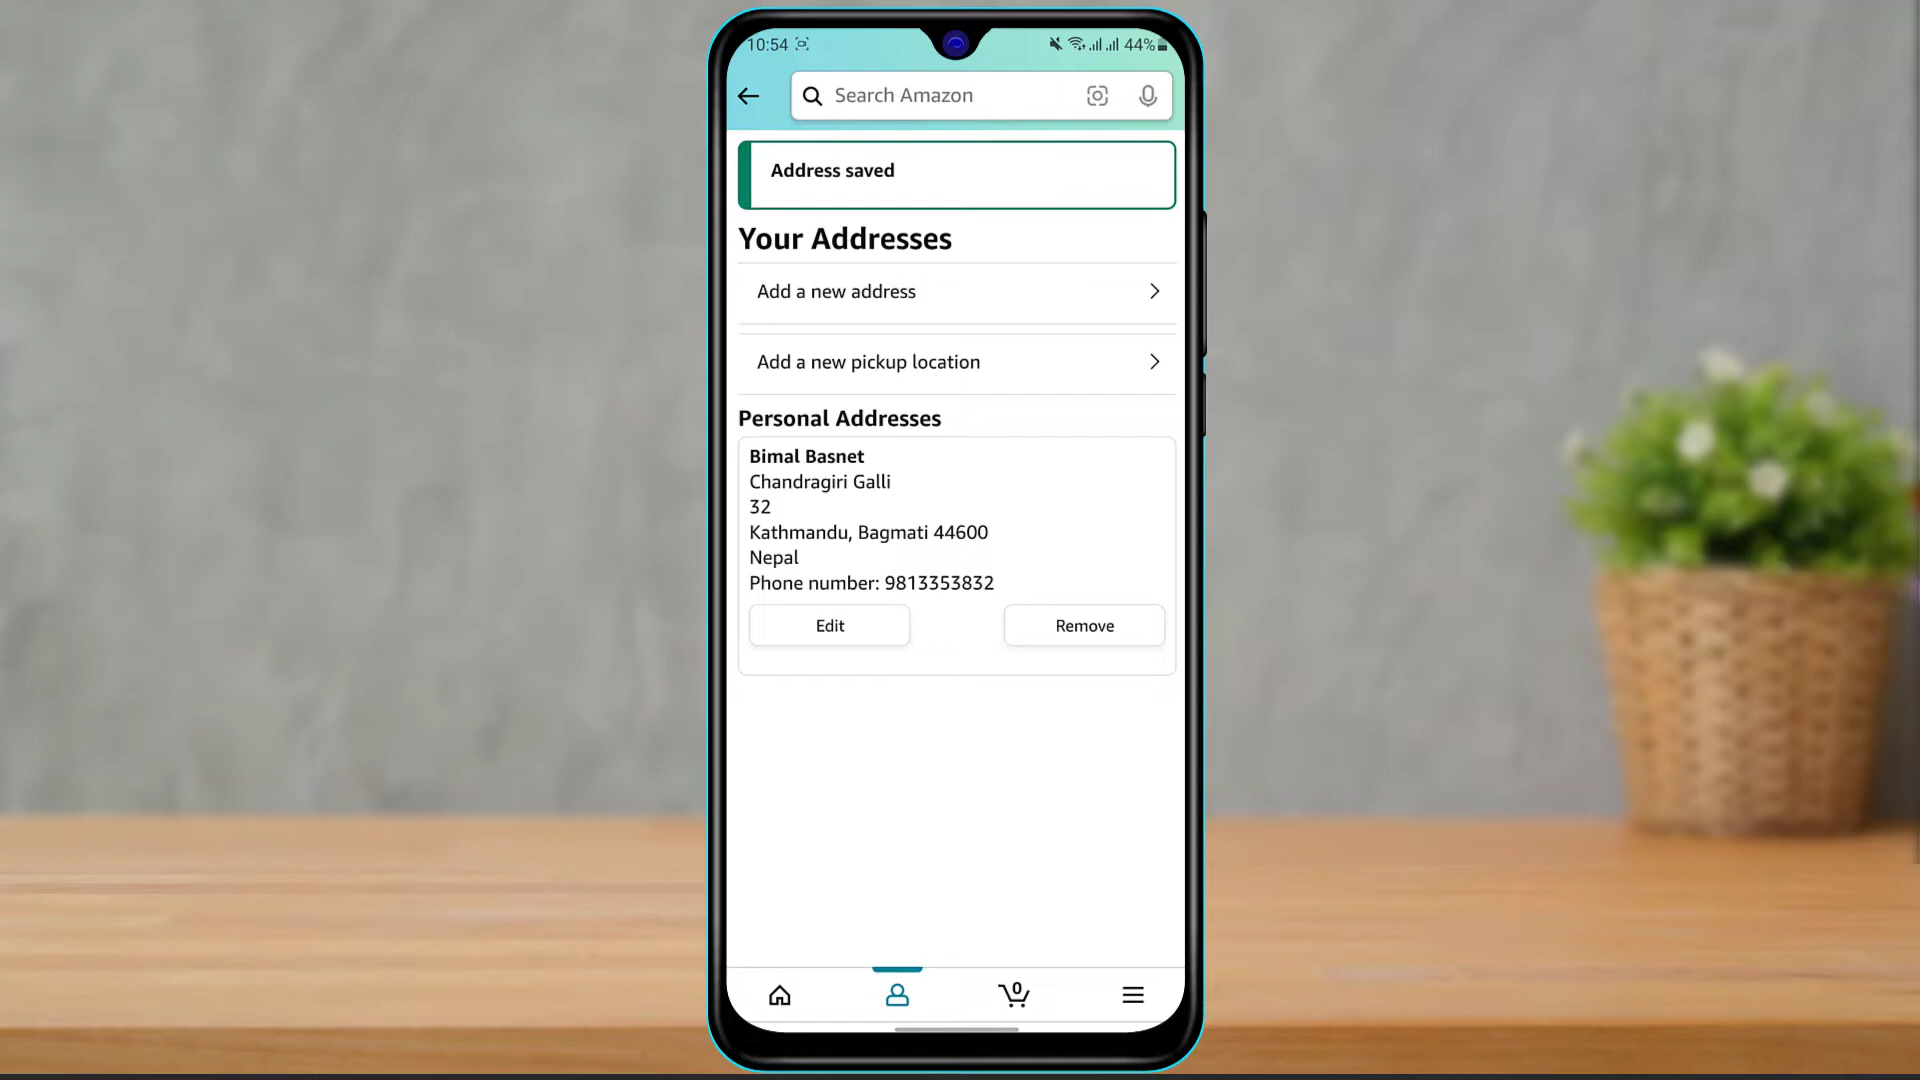 10:54 44%
Search Amazon
Address saved
Your Addresses
Add a new address
Add a new pickup location
Personal Addresses
Bimal Basnet
Chandragiri Galli
32
Kathmandu, Bagmati 44600
Nepal
Phone number: 9813353832
Edit Remove
0